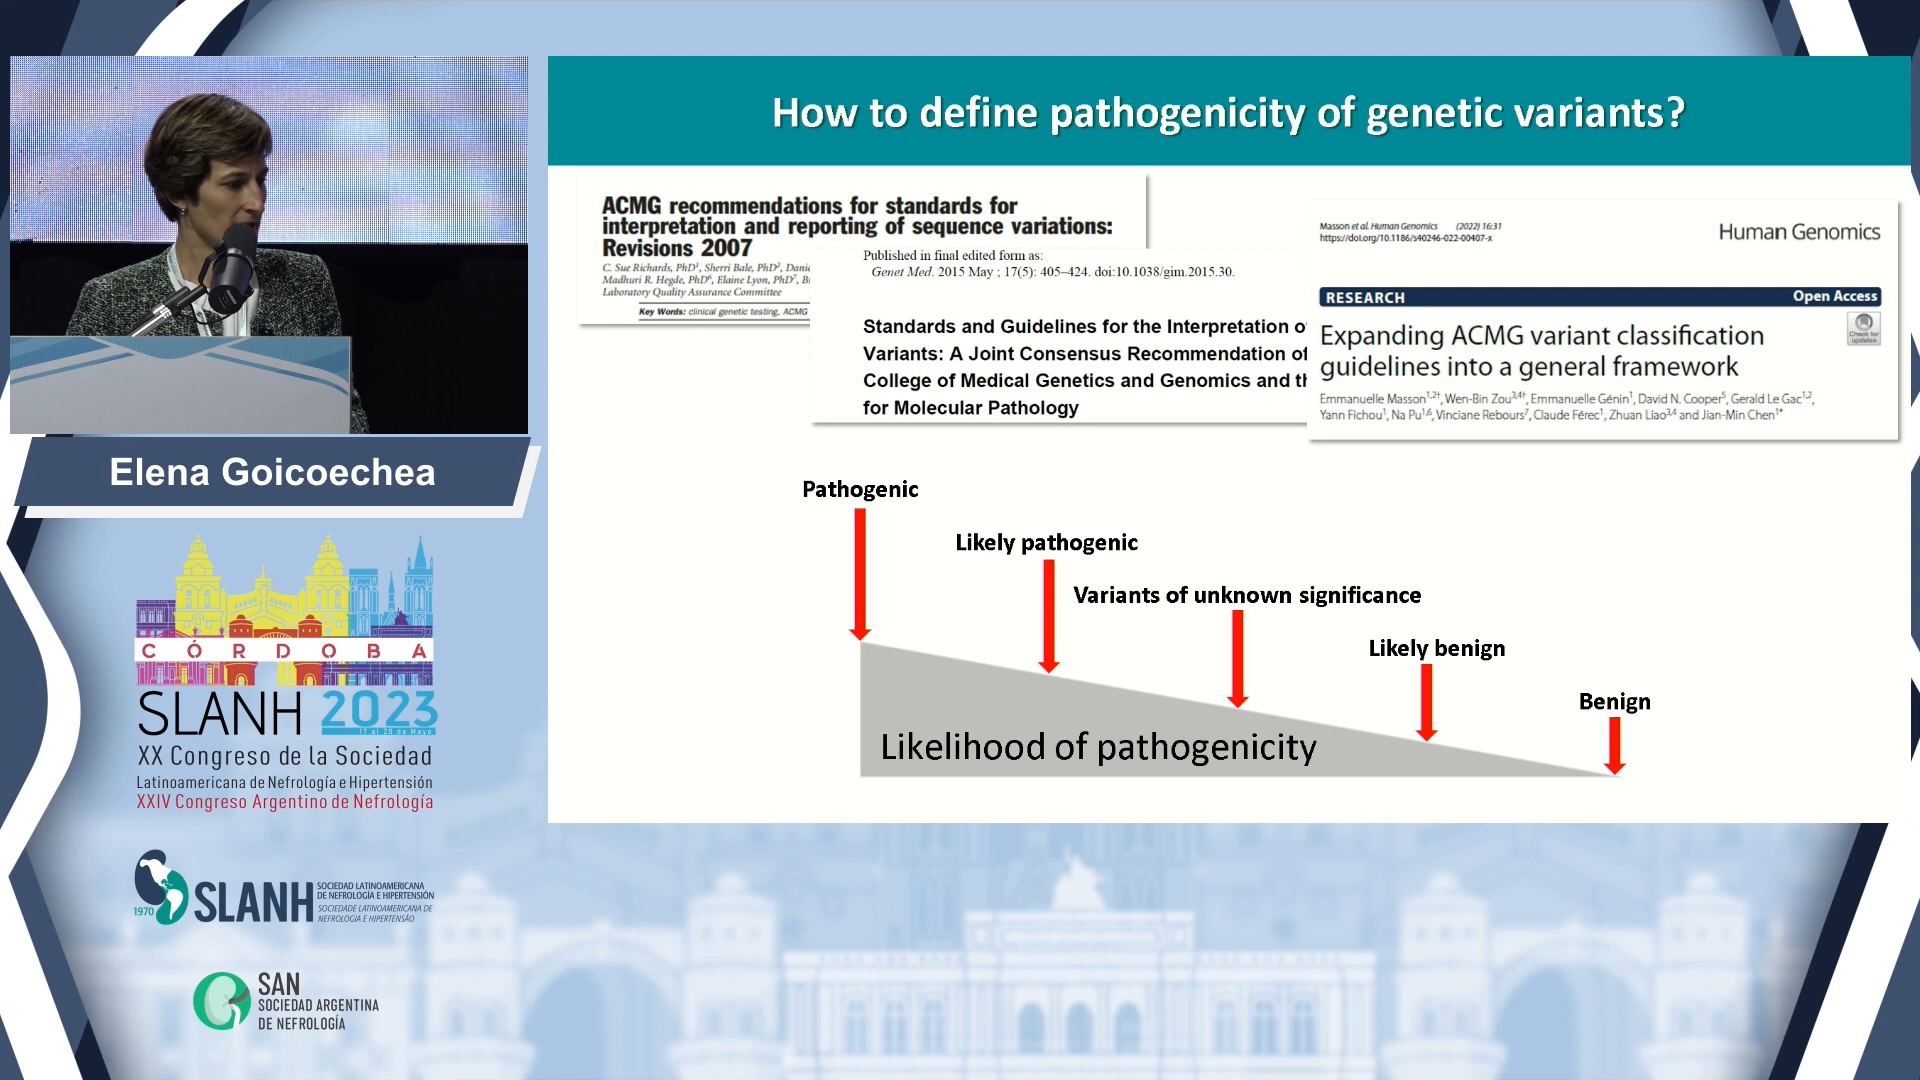 How to define pathogenicity of genetic variants?
ACMG recommendations for standards for
interpretation and reporting of sequence variations:
Revisions 2007
C. Sue Richards, PhD1, Sherri Bale, PhD2,
Madhuri R. Hegde, PhD6, Elaine Lyon, PhD7,
Laboratory Quality Assurance Committee
Key Words: clinical genetic testing, ACMG
Published in final edited form as:
Genet Med. 2015 May ; 17(5): 405–424. doi:10.1038/gim.2015.30.
Standards and Guidelines for the Interpretation
Variants: A Joint Consensus Recommendation of
College of Medical Genetics and Genomics and
for Molecular Pathology
Masson et al. Human Genomics (2022) 16:31
https://doi.org/10.1186/s40246-022-00407-x
Human Genomics
RESEARCH
Open Access
Check for
updates
Expanding ACMG variant classification
guidelines into a general framework
Emmanuelle Masson1,2†, Wen-Bin Zou3,4†, Emmanuelle Génin1, David N. Cooper5, Gerald Le Gac1,2,
Yann Fichou1, Na Pu1,6, Vinciane Rebours7, Claude Férec1, Zhuan Liao3,4 and Jian-Min Chen1*
Pathogenic
Likely pathogenic
Variants of unknown significance
Likely benign
Benign
Likelihood of pathogenicity
Elena Goicoechea
CÓRDOBA
SLANH 2023
17 al 20 de Mayo
XX Congreso de la Sociedad
Latinoamericana de Nefrología e Hipertensión
XXIV Congreso Argentino de Nefrología
1970
SLANH
SOCIEDAD LATINOAMERICANA
DE NEFROLOGÍA E HIPERTENSIÓN
SOCIEDADE LATINOAMERICANA DE
NEFROLOGIA E HIPERTENSÃO
SAN
SOCIEDAD ARGENTINA
DE NEFROLOGÍA